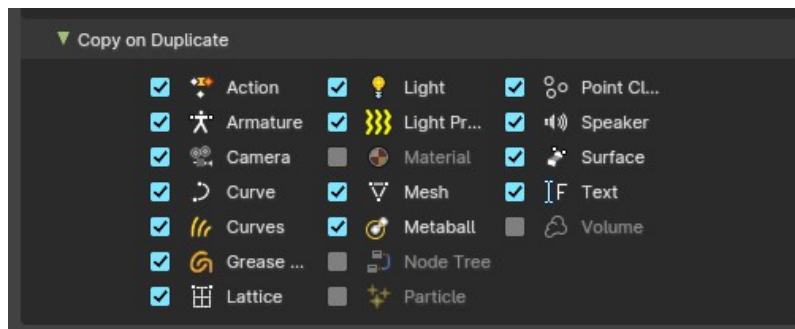 Copy on Duplicate
Action
Light
Point Cl...
Armature
Light Pr...
Speaker
Camera
Material
Surface
Curve
Mesh
Text
Curves
Metaball
Volume
Grease ...
Node Tree
Lattice
Particle